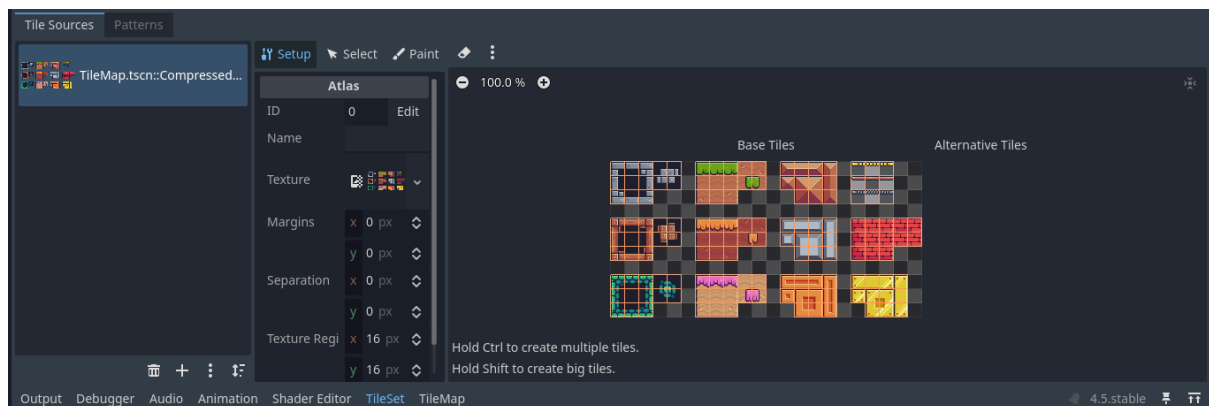 Tile Sources Patterns
TileMap.tscn::Compressed...
Setup Select Paint
Atlas
ID 0 Edit
Name
Texture
Margins x 0 px
y 0 px
Separation x 0 px
y 0 px
Texture Regi x 16 px
y 16 px
100.0 %
Base Tiles Alternative Tiles
Hold Ctrl to create multiple tiles.
Hold Shift to create big tiles.
Output Debugger Audio Animation Shader Editor TileSet TileMap 4.5.stable